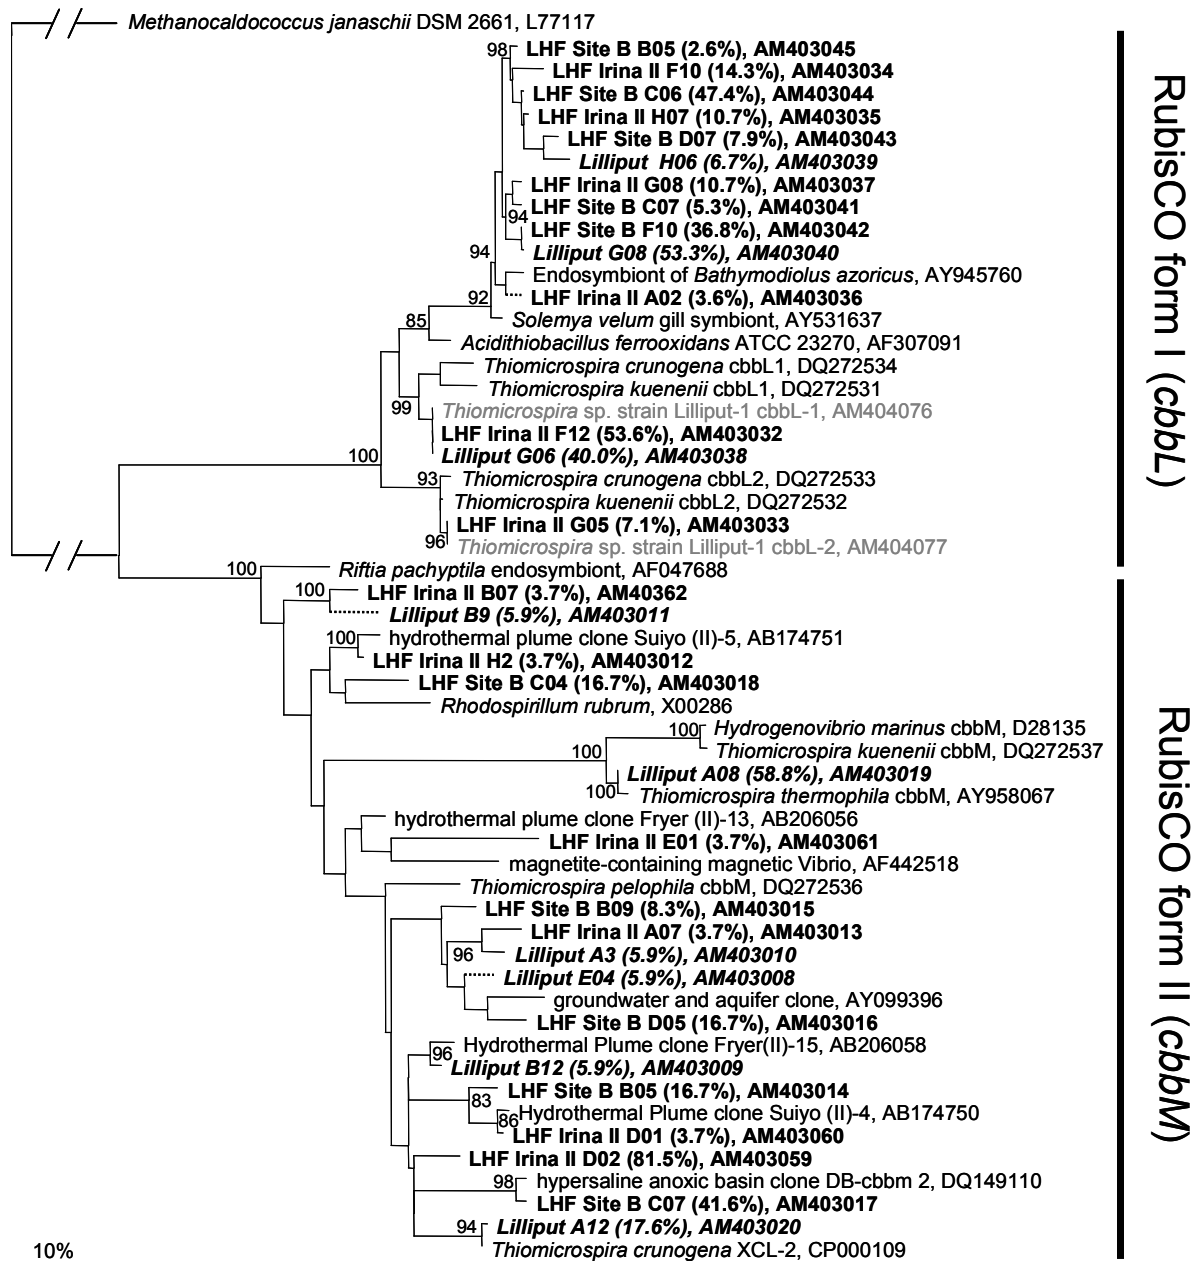 Methanocaldococcus janaschii DSM 2661, L77117
98 LHF Site B B05 (2.6%), AM403045
LHF Irina II F10 (14.3%), AM403034
LHF Site B C06 (47.4%), AM403044
LHF Irina II H07 (10.7%), AM403035
LHF Site B D07 (7.9%), AM403043
Lilliput H06 (6.7%), AM403039
LHF Irina II G08 (10.7%), AM403037
LHF Site B C07 (5.3%), AM403041
94
LHF Site B F10 (36.8%), AM403042
Lilliput G08 (53.3%), AM403040
94
Endosymbiont of Bathymodiolus azoricus, AY945760
92 LHF Irina II A02 (3.6%), AM403036
85 Solemya velum gill symbiont, AY531637
Acidithiobacillus ferrooxidans ATCC 23270, AF307091
Thiomicrospira crunogena cbbL1, DQ272534
Thiomicrospira kuenenii cbbL1, DQ272531
99 Thiomicrospira sp. strain Lilliput-1 cbbL-1, AM404076
LHF Irina II F12 (53.6%), AM403032
100 Lilliput G06 (40.0%), AM403038
93 Thiomicrospira crunogena cbbL2, DQ272533
Thiomicrospira kuenenii cbbL2, DQ272532
LHF Irina II G05 (7.1%), AM403033
96 Thiomicrospira sp. strain Lilliput-1 cbbL-2, AM404077
RubisCO form I (cbbL)
100 Riftia pachyptila endosymbiont, AF047688
100 LHF Irina II B07 (3.7%), AM40362
Lilliput B9 (5.9%), AM403011
100 hydrothermal plume clone Suiyo (II)-5, AB174751
LHF Irina II H2 (3.7%), AM403012
LHF Site B C04 (16.7%), AM403018
Rhodospirillum rubrum, X00286
100 Hydrogenovibrio marinus cbbM, D28135
100 Thiomicrospira kuenenii cbbM, DQ272537
Lilliput A08 (58.8%), AM403019
100 Thiomicrospira thermophila cbbM, AY958067
hydrothermal plume clone Fryer (II)-13, AB206056
LHF Irina II E01 (3.7%), AM403061
magnetite-containing magnetic Vibrio, AF442518
Thiomicrospira pelophila cbbM, DQ272536
LHF Site B B09 (8.3%), AM403015
LHF Irina II A07 (3.7%), AM403013
96 Lilliput A3 (5.9%), AM403010
Lilliput E04 (5.9%), AM403008
groundwater and aquifer clone, AY099396
LHF Site B D05 (16.7%), AM403016
96 Hydrothermal Plume clone Fryer(II)-15, AB206058
Lilliput B12 (5.9%), AM403009
83 LHF Site B B05 (16.7%), AM403014
86 Hydrothermal Plume clone Suiyo (II)-4, AB174750
LHF Irina II D01 (3.7%), AM403060
LHF Irina II D02 (81.5%), AM403059
98 hypersaline anoxic basin clone DB-cbbm 2, DQ149110
LHF Site B C07 (41.6%), AM403017
94 Lilliput A12 (17.6%), AM403020
Thiomicrospira crunogena XCL-2, CP000109
RubisCO form II (cbbM)
10%